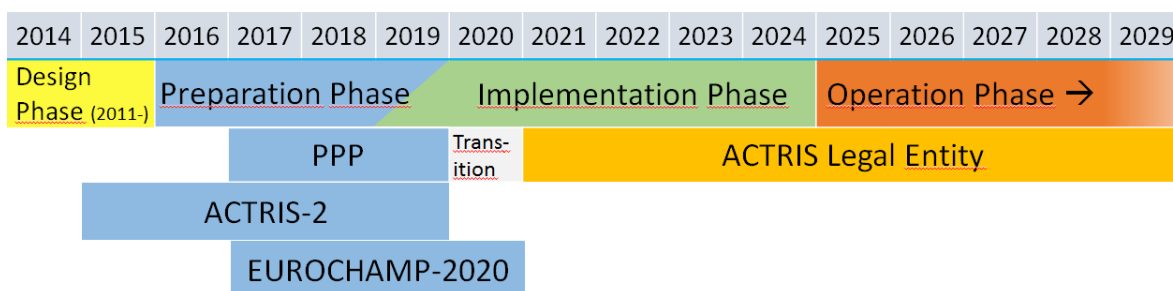 2014 2015 2016 2017 2018 2019 2020 2021 2022 2023 2024 2025 2026 2027 2028 2029
Design
Phase (2011-)
Preparation Phase
Implementation Phase
Operation Phase →
PPP
Trans-
ition
ACTRIS Legal Entity
ACTRIS-2
EUROCHAMP-2020